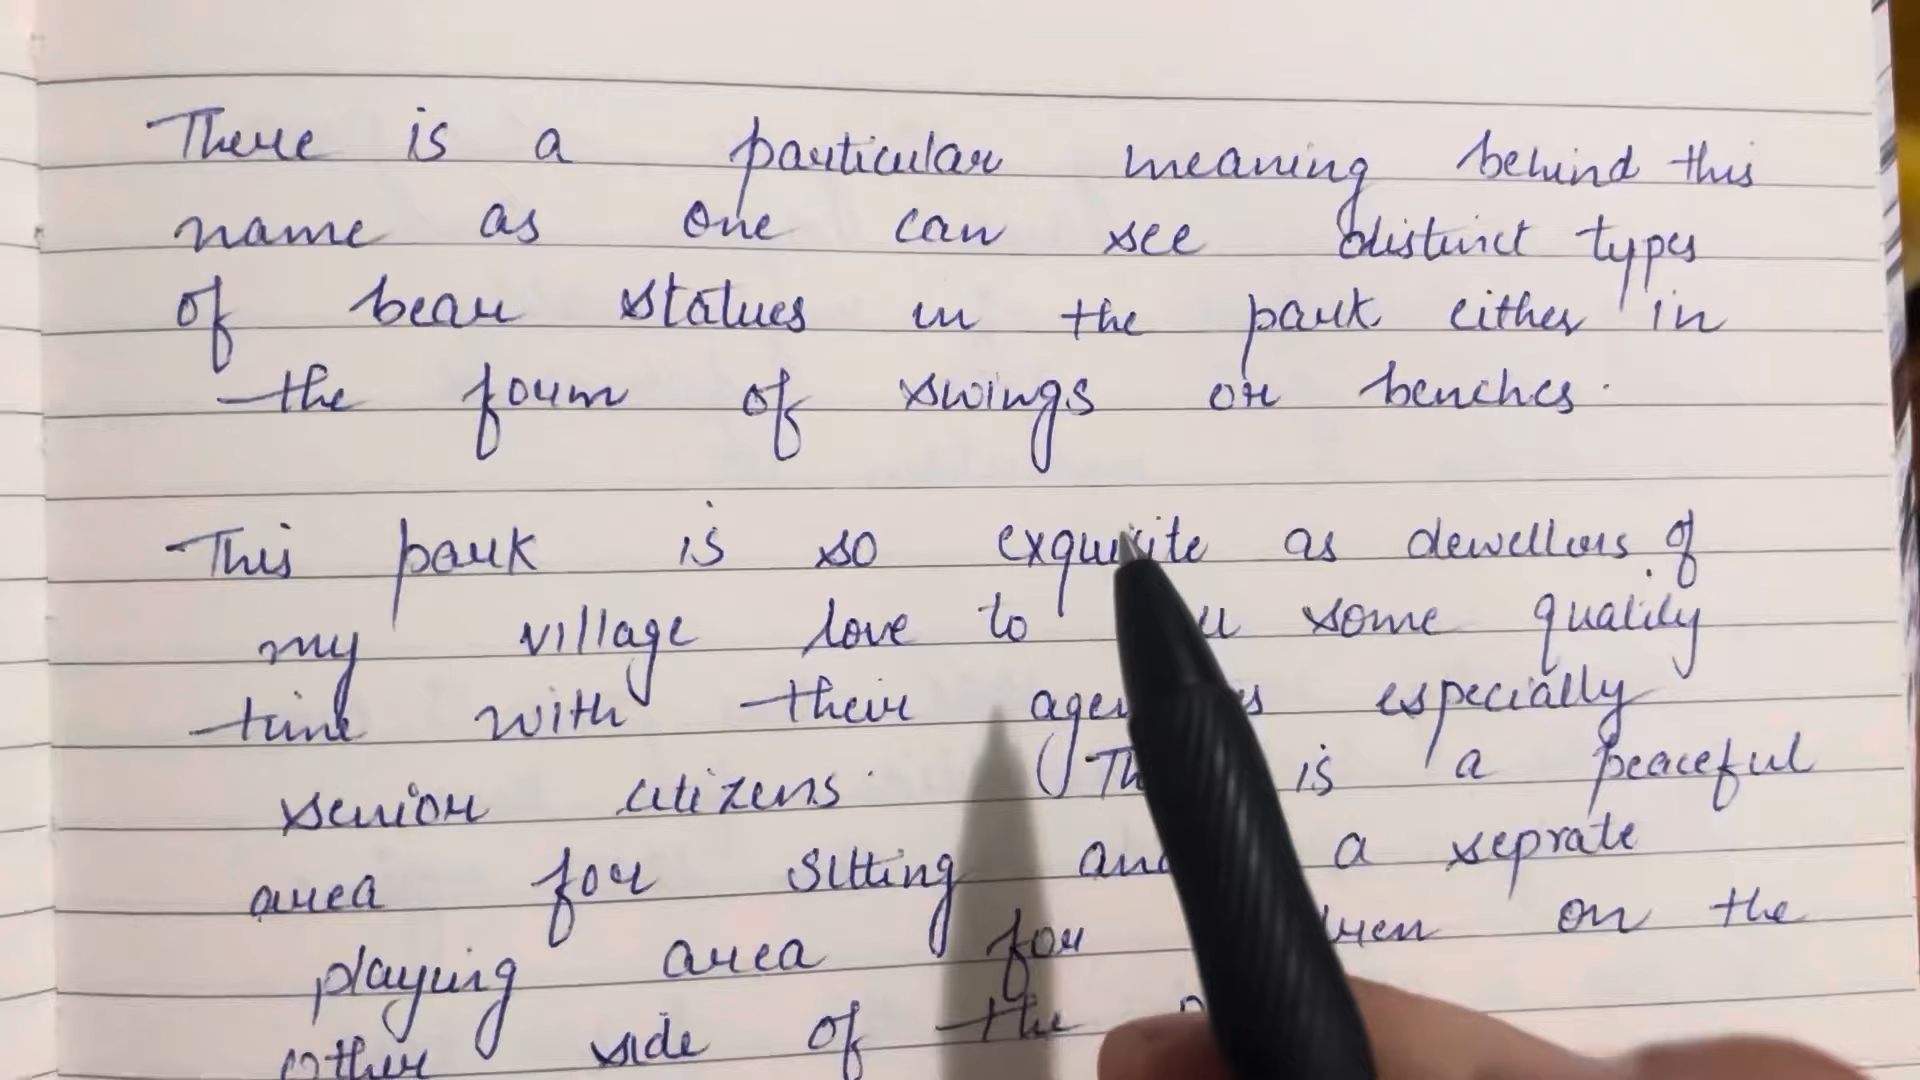 There is a particular meaning behind this
name as one can see distinct types
of bear statues in the park either in
the form of swings or benches.
This park is so exquisite as dewellers of
my village love to some quality
time with their especially
senior citizens. is a peaceful
area for sitting and a seprate
playing area for on the
other side of the